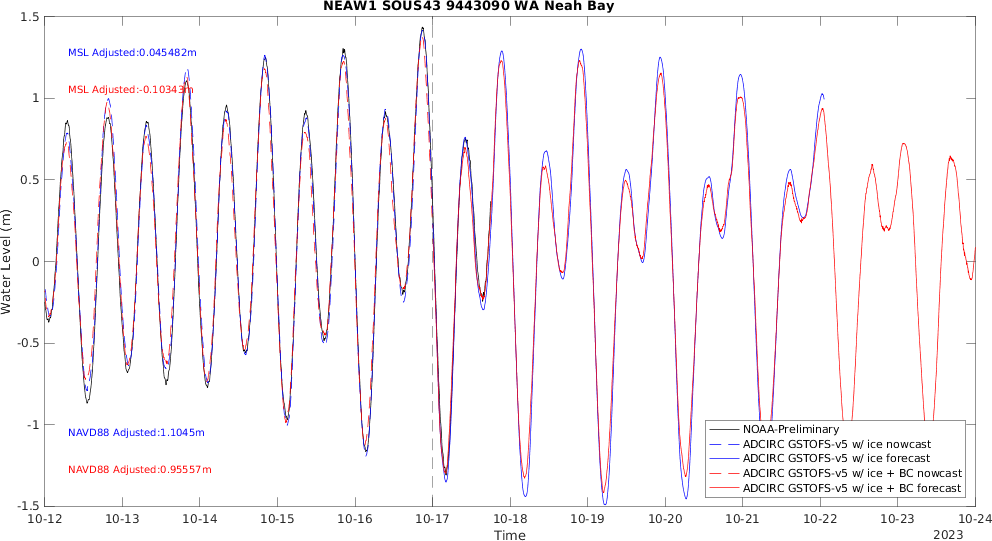 NEAW1 SOUS43 9443090 WA Neah Bay
1.5
1
0.5
0
-0.5
-1
-1.5
Water Level (m)
MSL Adjusted:0.045482m
MSL Adjusted:-0.10343m
NAVD88 Adjusted:1.1045m
NAVD88 Adjusted:0.95557m
NOAA-Preliminary
ADCIRC GSTOFS-v5 w/ ice nowcast
ADCIRC GSTOFS-v5 w/ ice forecast
ADCIRC GSTOFS-v5 w/ ice + BC nowcast
ADCIRC GSTOFS-v5 w/ ice + BC forecast
10-12 10-13 10-14 10-15 10-16 10-17 10-18 10-19 10-20 10-21 10-22 10-23 10-24
Time
2023